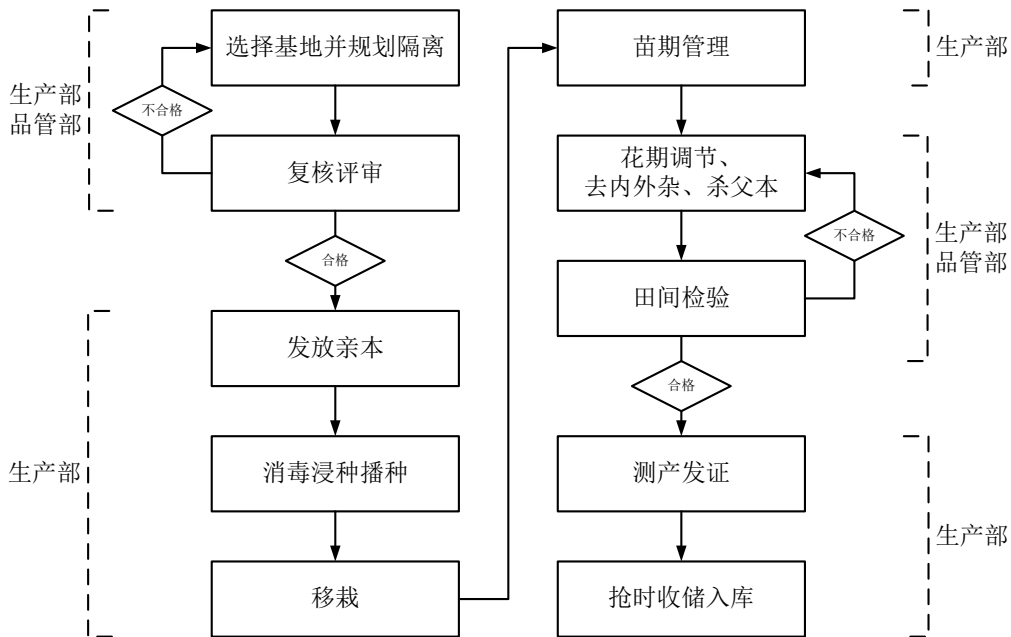 选择基地并规划隔离
不合格
生产部
品管部
复核评审
合格
发放亲本
生产部
消毒浸种播种
移栽
苗期管理
生产部
花期调节、
去内外杂、杀父本
不合格
生产部
品管部
田间检验
合格
测产发证
生产部
抢时收储入库